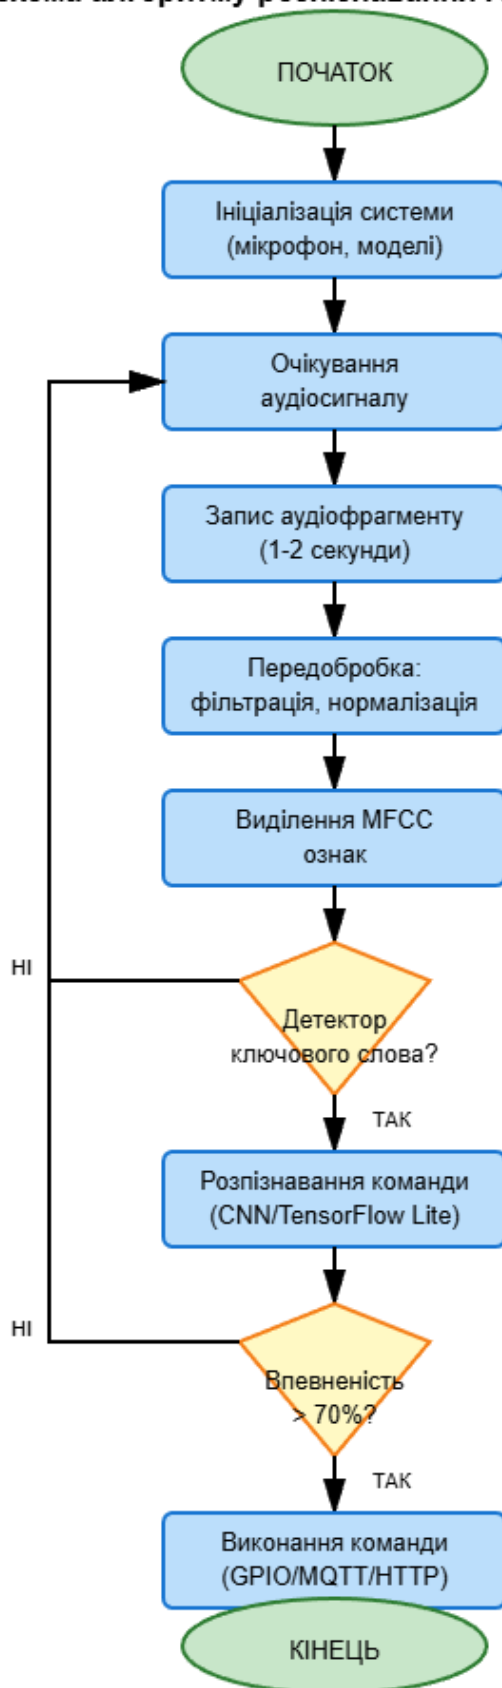 алгоритму розпізнавання
ПОЧАТОК
Ініціалізація системи
(мікрофон, моделі)
Очікування
аудіосигналу
Запис аудіофрагменту
(1-2 секунди)
Передобробка:
фільтрація, нормалізація
Виділення MFCC
ознак
НІ
Детектор
ключового слова?
ТАК
Розпізнавання команди
(CNN/TensorFlow Lite)
НІ
Впевненість
> 70%?
ТАК
Виконання команди
(GPIO/MQTT/HTTP)
КІНЕЦЬ